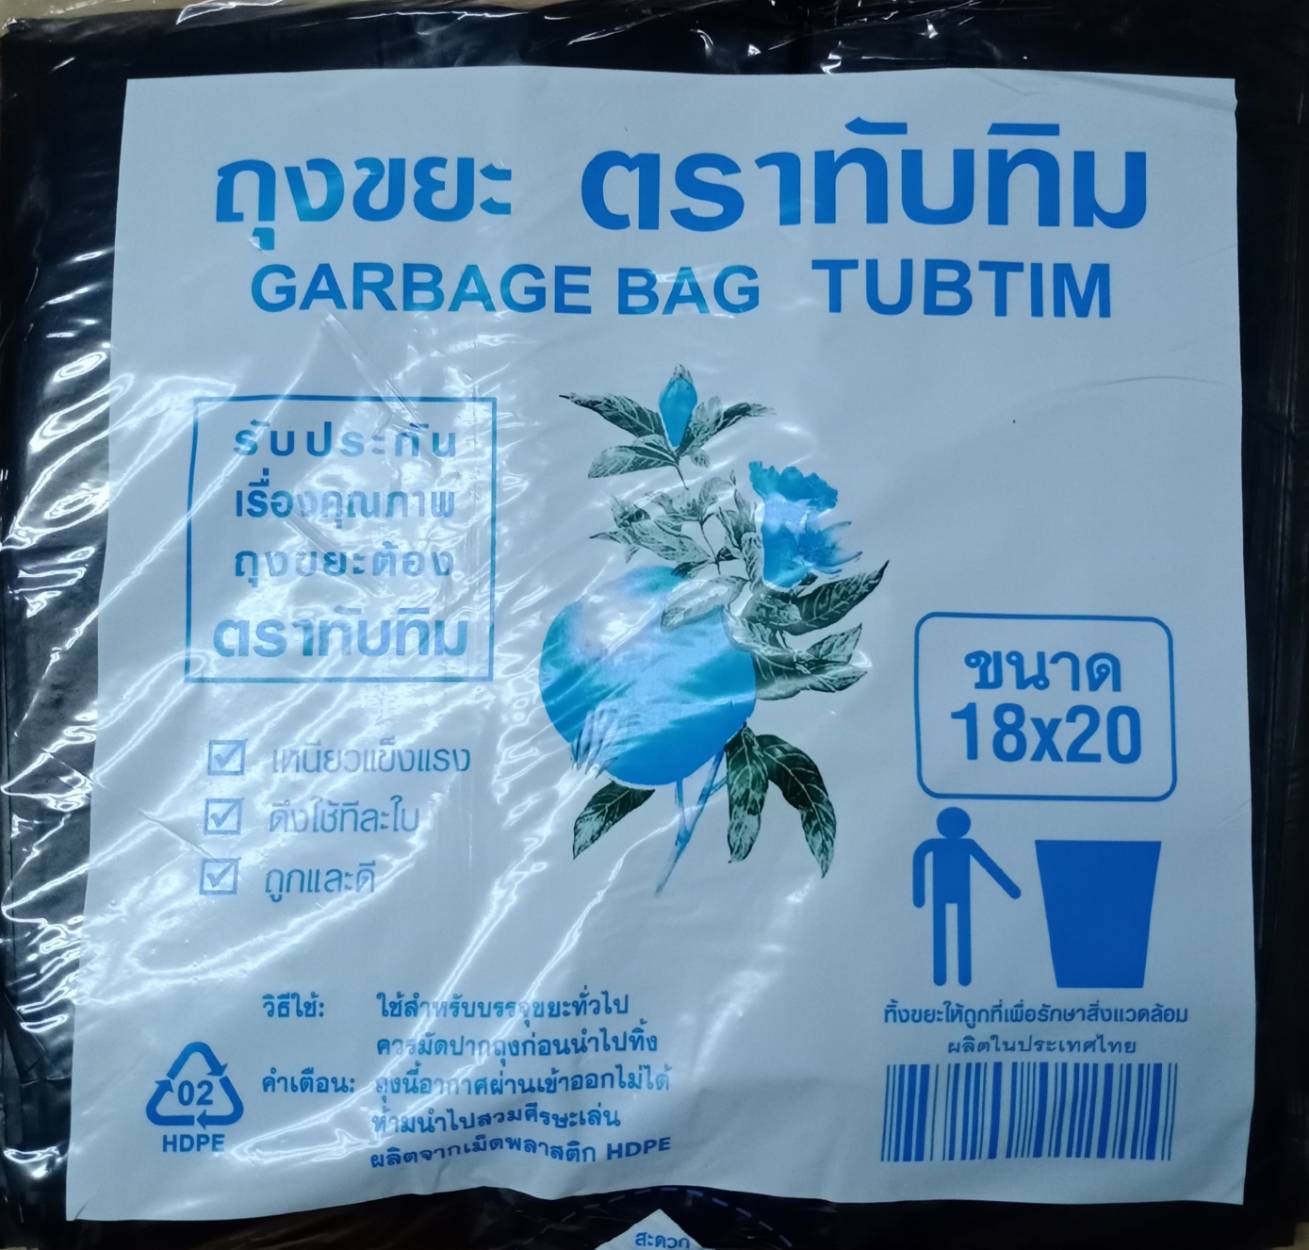 ถุงขยะ ตราทับทิม
GARBAGE BAG TUBTIM
รับประกัน
เรื่องคุณภาพ
ถุงขยะต้อง
ตราทับทิม
เหนียวแข็งแรง
ดึงใช้ทีละใบ
ถูกและดี
ขนาด
18x20
วิธีใช้: ใช้สำหรับบรรจุขยะทั่วไป
ควรมัดปากถุงก่อนนำไปทิ้ง
คำเตือน: ถุงนี้อากาศผ่านเข้าออกไม่ได้
ห้ามนำไปสวมศีรษะเล่น
ผลิตจากเม็ดพลาสติก HDPE
02
HDPE
ทิ้งขยะให้ถูกที่เพื่อรักษาสิ่งแวดล้อม
ผลิตในประเทศไทย
สะดวก